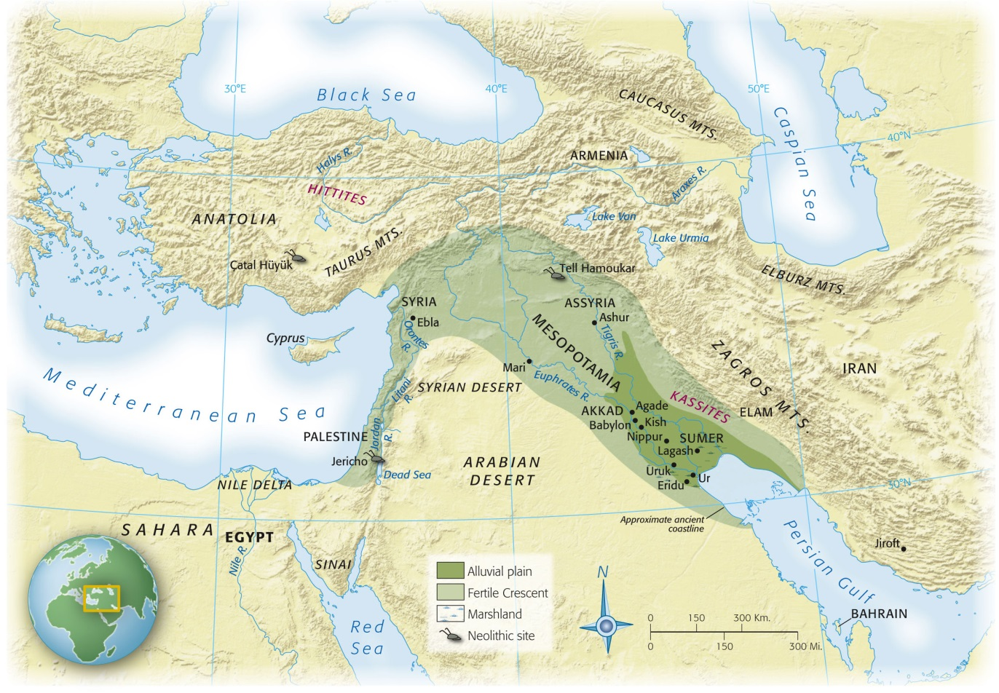 30°E
Black Sea
40°E
50°E
CAUCASUS MTS.
Caspian Sea
40°N
Halys R.
ARMENIA
Araxes R.
HITTITES
ANATOLIA
Lake Van
Lake Urmia
TAURUS MTS.
Çatal Hüyük
Tell Hamoukar
ELBURZ MTS.
SYRIA
Ebla
ASSYRIA
Ashur
Cyprus
Orontes R.
MESOPOTAMIA
Tigris R.
ZAGROS MTS.
IRAN
Mari
Euphrates R.
Mediterranean Sea
Litani R.
SYRIAN DESERT
KASSITES
ELAM
AKKAD
Agade
Babylon
Kish
PALESTINE
Jordan R.
Nippur
SUMER
Lagash
Jericho
Dead Sea
ARABIAN
DESERT
Uruk
Ur
Eridu
30°N
NILE DELTA
Approximate ancient
coastline
SAHARA
EGYPT
Nile R.
SINAI
Persian Gulf
Jiroft
Red
Sea
BAHRAIN
Alluvial plain
Fertile Crescent
Marshland
Neolithic site
N
0 150 300 Km.
0 150 300 Mi.